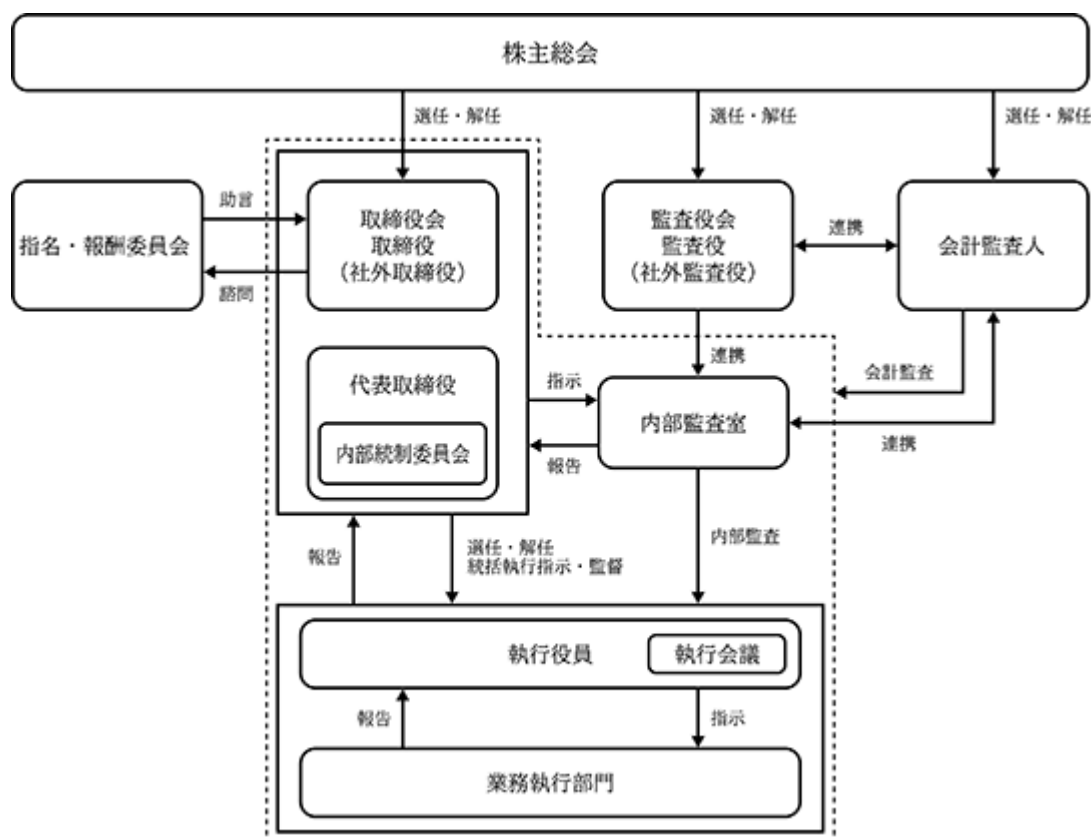 株主総会
選任・解任
選任・解任
選任・解任
指名・報酬委員会
助言
諮問
取締役会
取締役
（社外取締役）
監査役会
監査役
（社外監査役）
連携
会計監査人
代表取締役
内部統制委員会
指示
報告
連携
内部監査室
会計監査
連携
報告
選任・解任
統括執行指示・監督
内部監査
執行役員
執行会議
報告
指示
業務執行部門